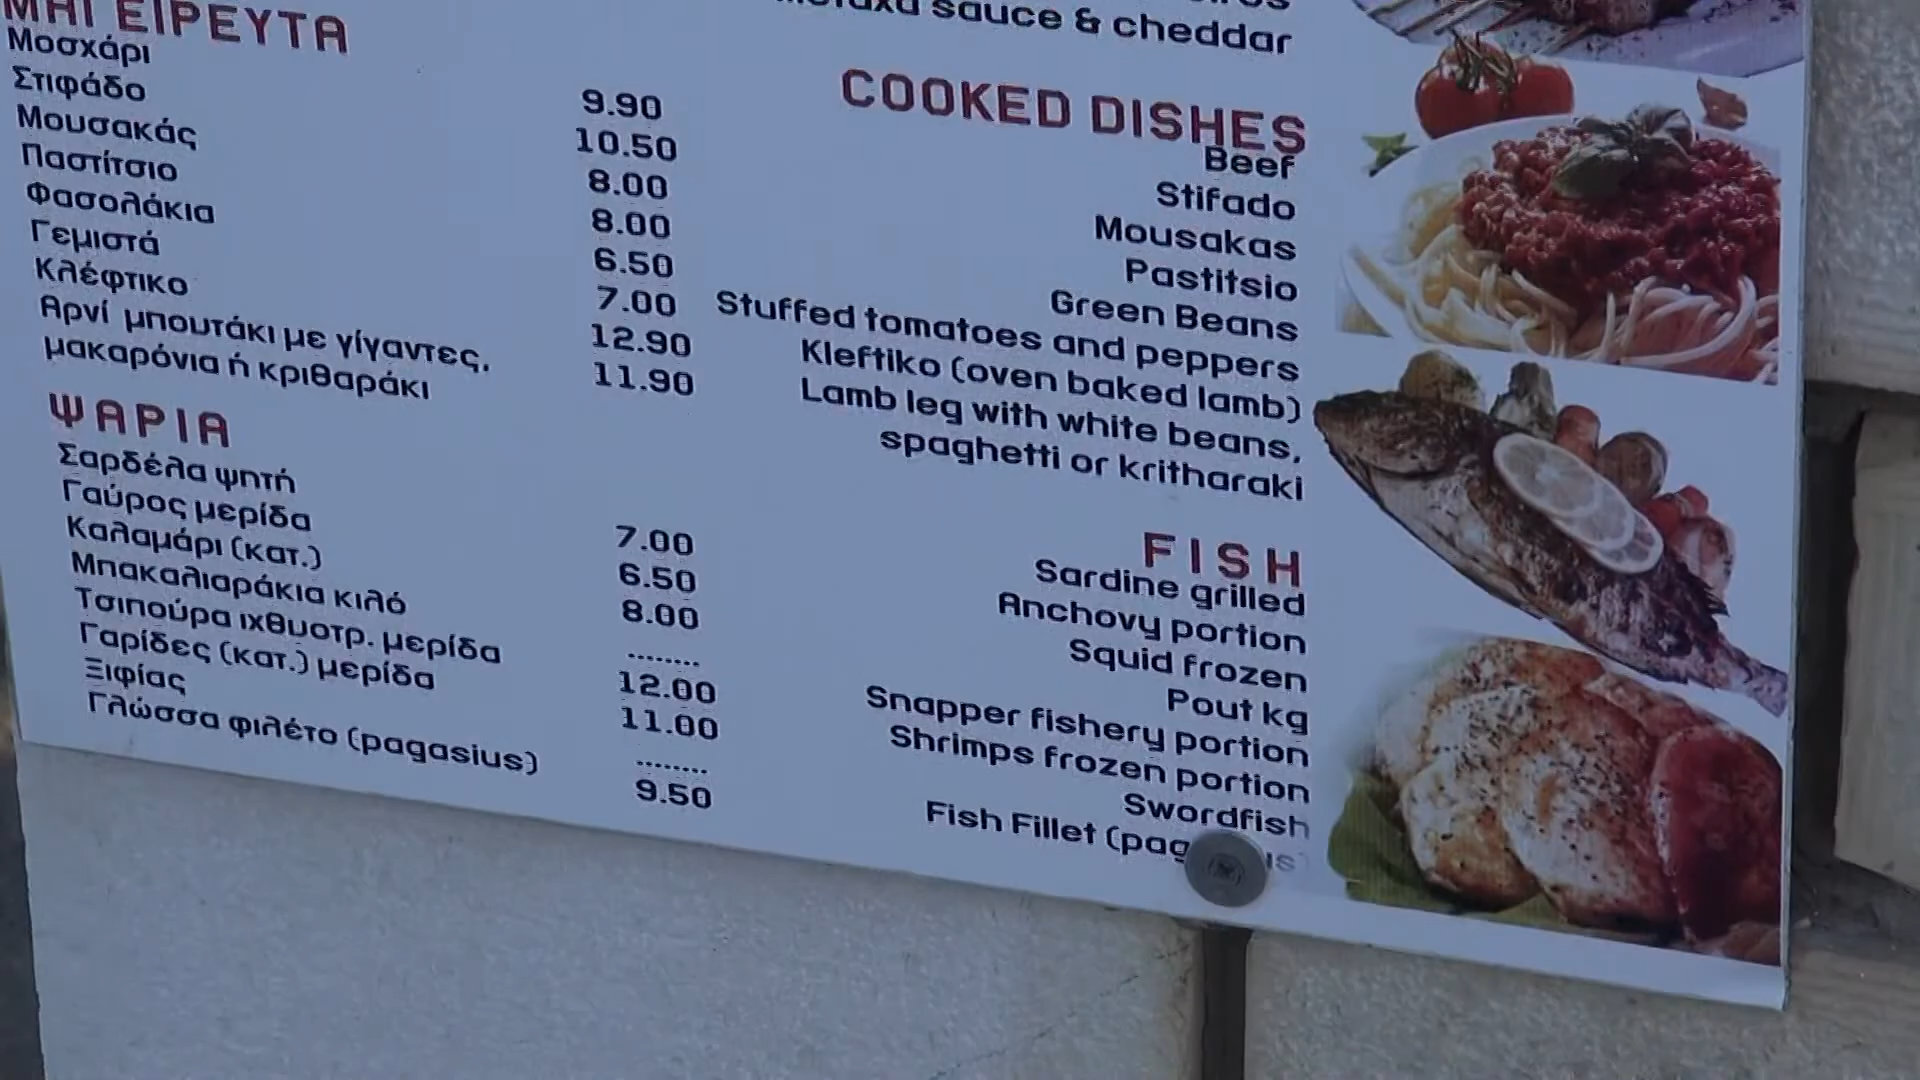 sauce & cheddar
ΜΑΓΕΙΡΕΥΤΑ
Μοσχάρι
Στιφάδο
Μουσακάς
Παστίτσιο
Φασολάκια
Γεμιστά
Κλέφτικο
Αρνί μπουτάκι με γίγαντες,
μακαρόνια ή κριθαράκι
9.90
10.50
8.00
8.00
6.50
7.00
12.90
11.90
COOKED DISHES
Beef
Stifado
Mousakas
Pastitsio
Green Beans
Stuffed tomatoes and peppers
Kleftiko (oven baked lamb)
Lamb leg with white beans,
spaghetti or kritharaki
ΨΑΡΙΑ
Σαρδέλα ψητή
Γαύρος μερίδα
Καλαμάρι (κατ.)
Μπακαλιαράκια κιλό
Τσιπούρα ιχθυοτρ. μερίδα
Γαρίδες (κατ.) μερίδα
Ξιφίας
Γλώσσα φιλέτο (pagasius)
7.00
6.50
8.00
........
12.00
11.00
........
9.50
FISH
Sardine grilled
Anchovy portion
Squid frozen
Pout kg
Snapper fishery portion
Shrimps frozen portion
Swordfish
Fish Fillet